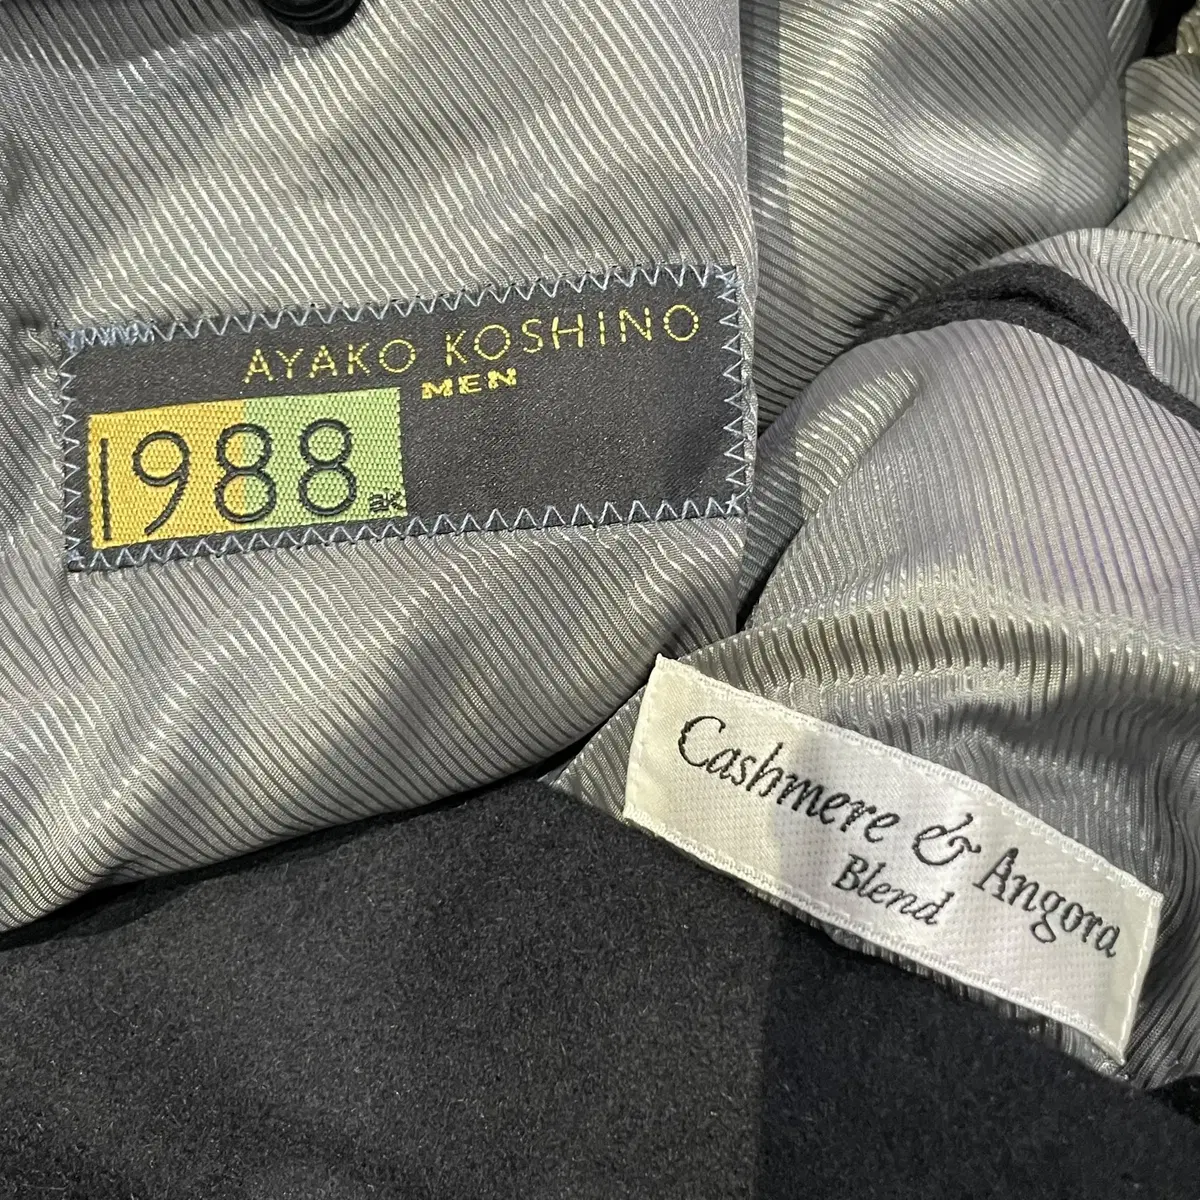 AYAKO KOSHINO
MEN
1988
aK
Cashmere & Angora
Blend